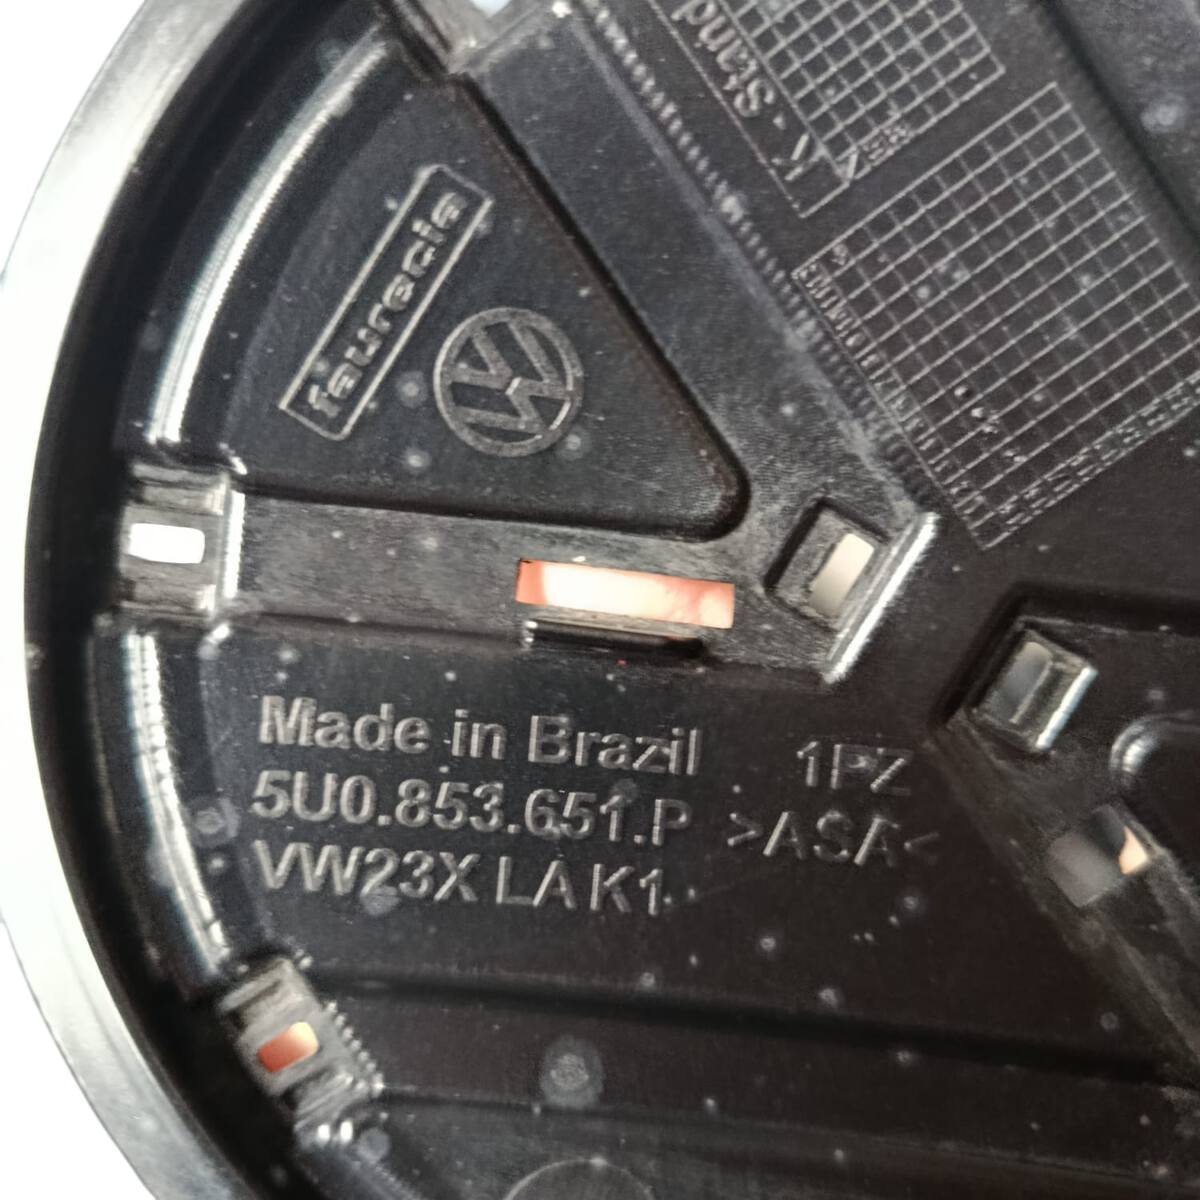 K - Stand
faurecia
Made in Brazil
1PZ
5U0.853.651.P
>ASA<
VW23X LA K1